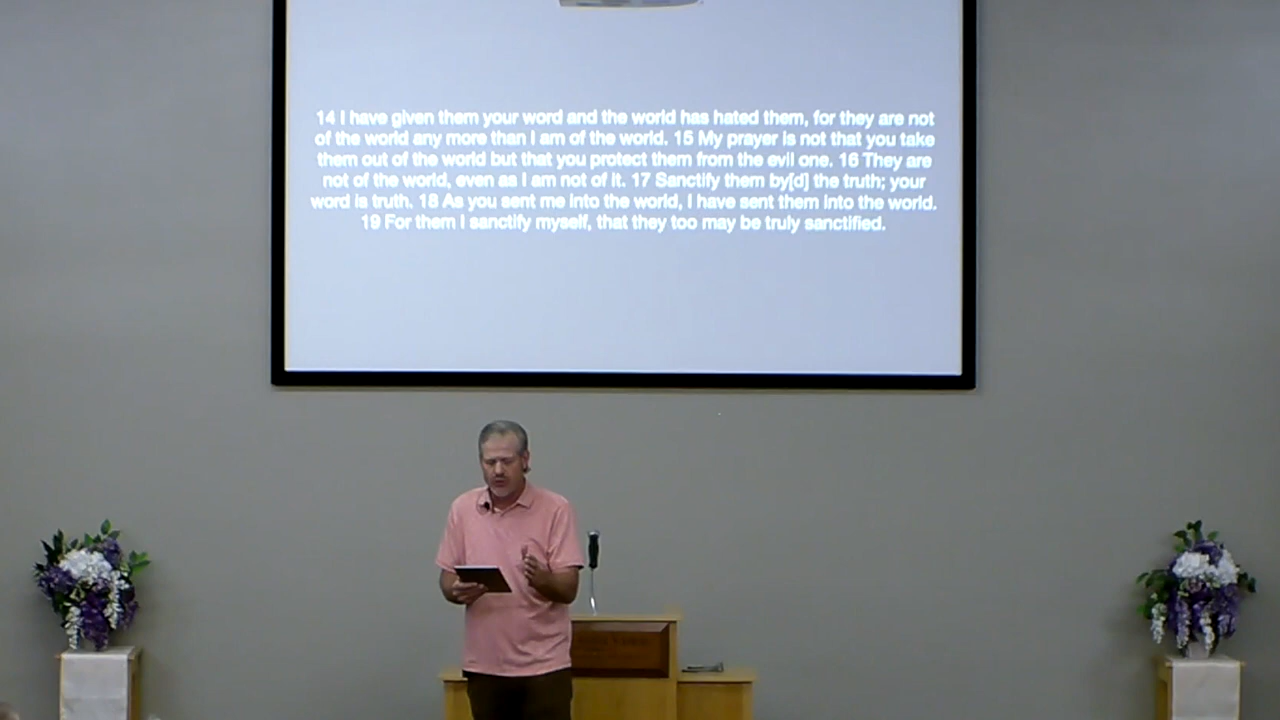 14 I have given them your word and the world has hated them, for they are not
of the world any more than I am of the world. 15 My prayer is not that you take
them out of the world but that you protect them from the evil one. 16 They are
not of the world, even as I am not of it. 17 Sanctify them by[d] the truth; your
word is truth. 18 As you sent me into the world, I have sent them into the world.
19 For them I sanctify myself, that they too may be truly sanctified.